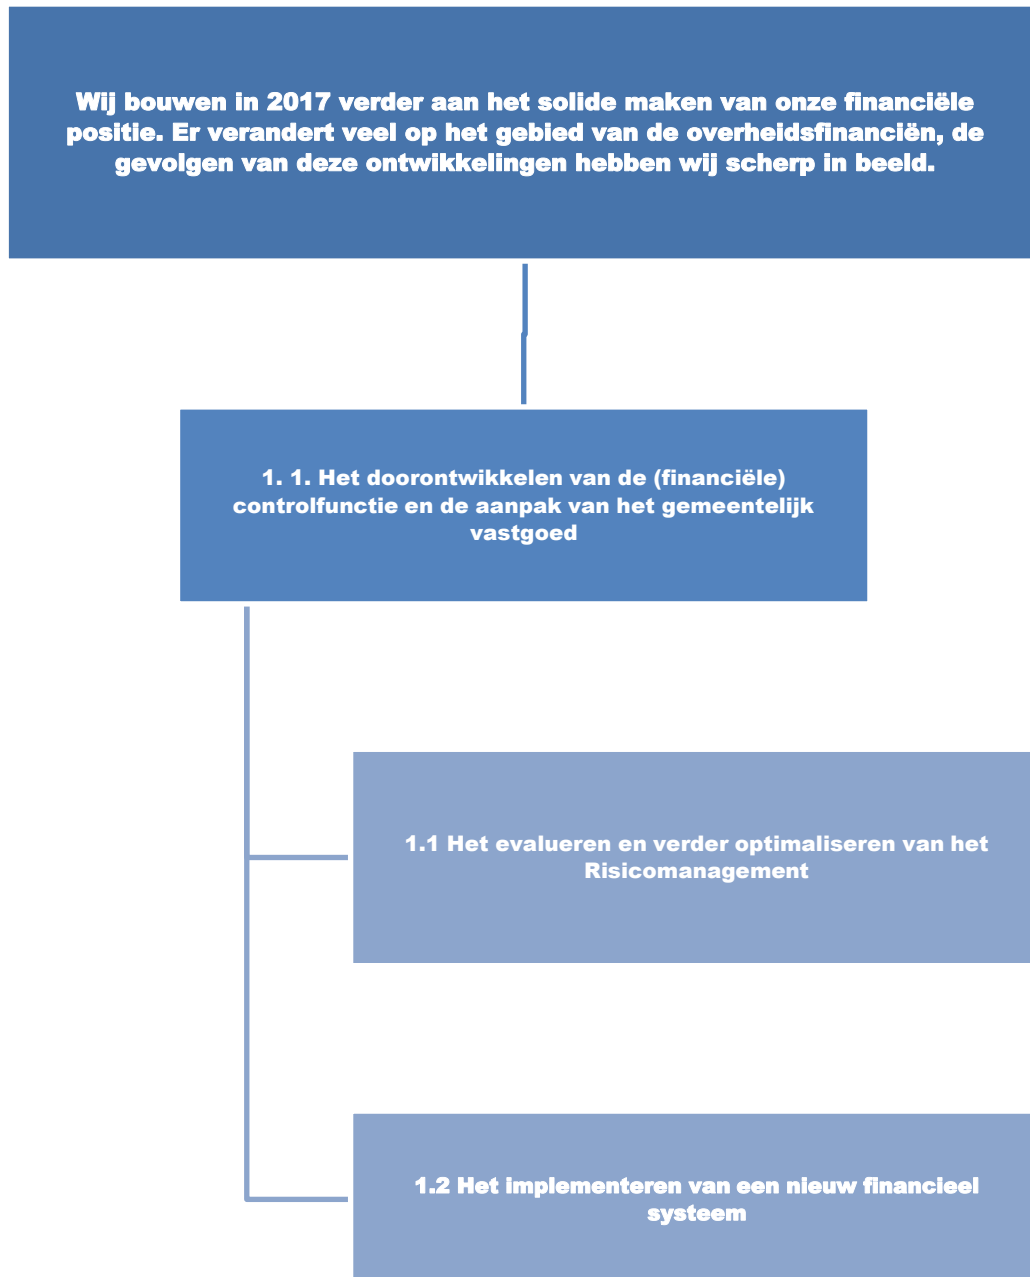 Wij bouwen in 2017 verder aan het solide maken van onze financiële
positie. Er verandert veel op het gebied van de overheidsfinanciën, de
gevolgen van deze ontwikkelingen hebben wij scherp in beeld.
1. 1. Het doorontwikkelen van de (financiële)
controlfunctie en de aanpak van het gemeentelijk
vastgoed
1.1 Het evalueren en verder optimaliseren van het
Risicomanagement
1.2 Het implementeren van een nieuw financieel
systeem